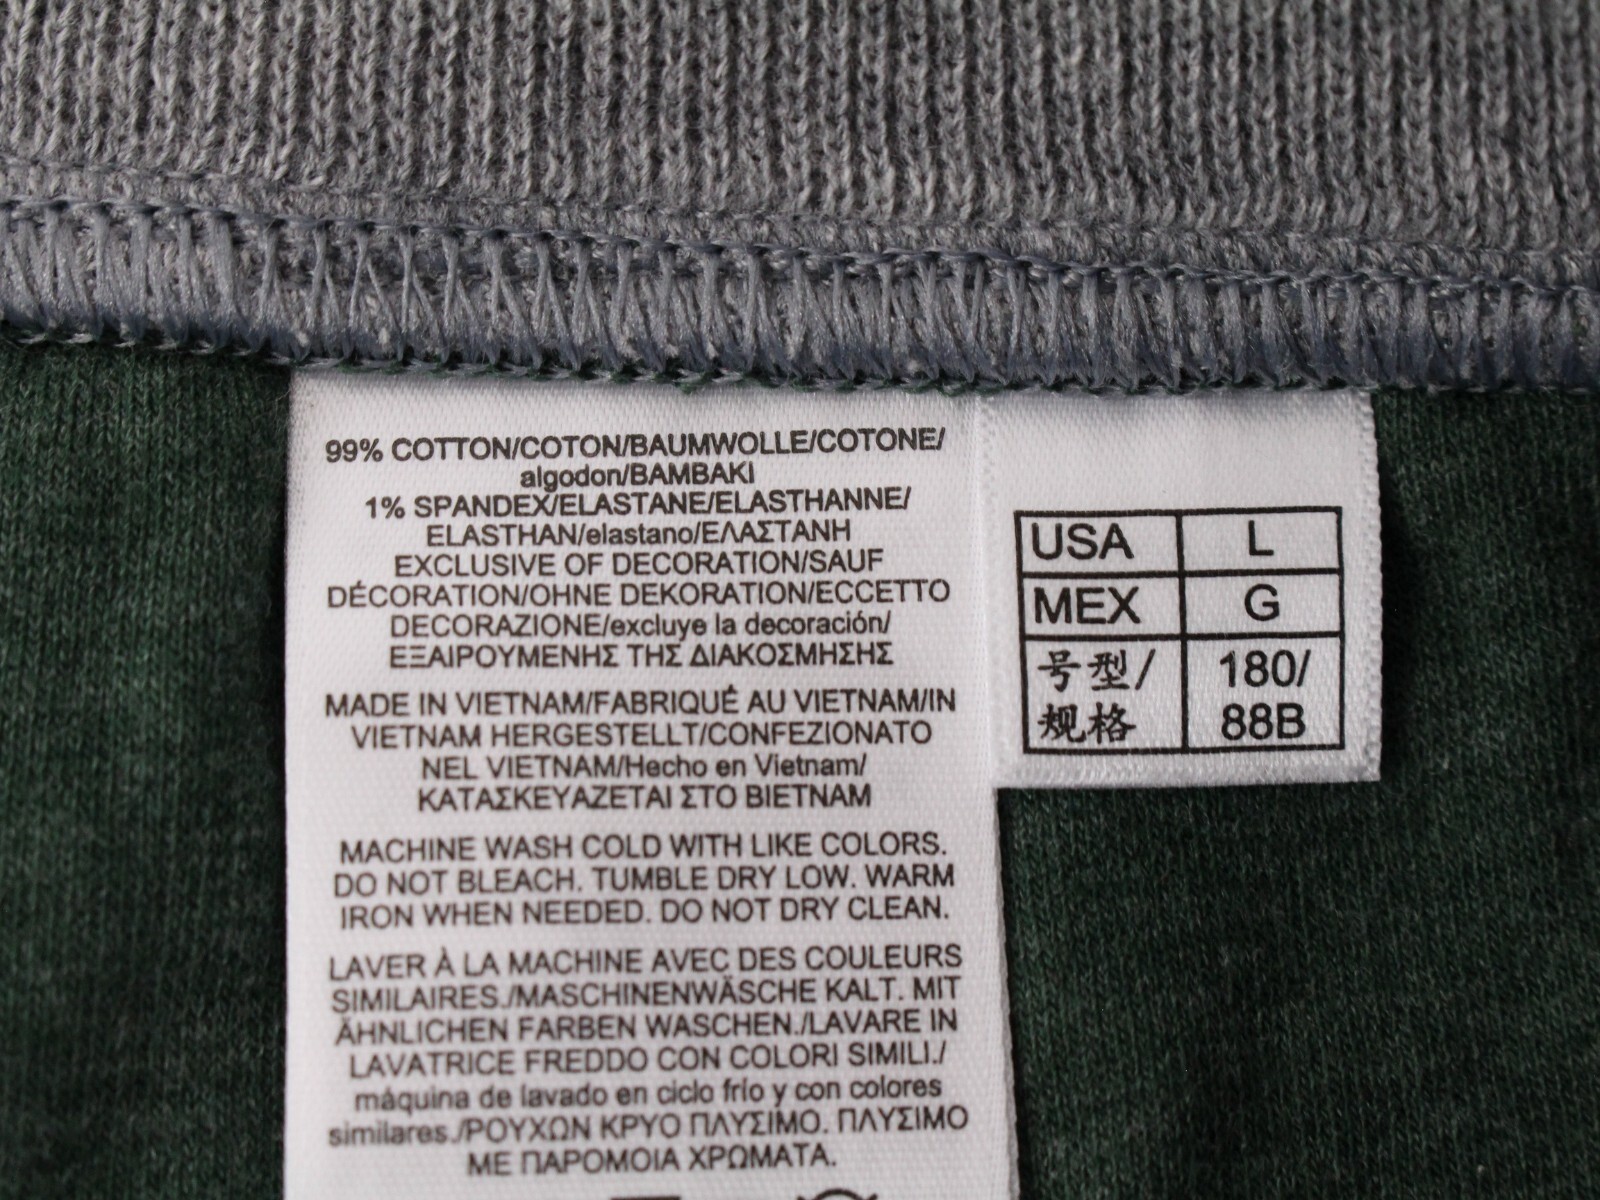 99% COTTON/COTON/BAUMWOLLE/COTONE/
algodon/BAMBAKI
1% SPANDEX/ELASTANE/ELASTHANNE/
ELASTHAN/elastano/ΕΛΑΣΤΑΝΗ
EXCLUSIVE OF DECORATION/SAUF
DÉCORATION/OHNE DEKORATION/ECCETTO
DECORAZIONE/excluye la decoración/
ΕΞΑΙΡΟΥΜΕΝΗΣ ΤΗΣ ΔΙΑΚΟΣΜΗΣΗΣ
MADE IN VIETNAM/FABRIQUÉ AU VIETNAM/IN
VIETNAM HERGESTELLT/CONFEZIONATO
NEL VIETNAM/Hecho en Vietnam/
ΚΑΤΑΣΚΕΥΑΖΕΤΑΙ ΣΤΟ ΒΙΕΤΝΑΜ
MACHINE WASH COLD WITH LIKE COLORS.
DO NOT BLEACH. TUMBLE DRY LOW. WARM
IRON WHEN NEEDED. DO NOT DRY CLEAN.
LAVER À LA MACHINE AVEC DES COULEURS
SIMILAIRES./MASCHINENWÄSCHE KALT. MIT
ÄHNLICHEN FARBEN WASCHEN./LAVARE IN
LAVATRICE FREDDO CON COLORI SIMILI./
máquina de lavado en ciclo frío y con colores
similares./ΡΟΥΧΩΝ ΚΡΥΟ ΠΛΥΣΙΜΟ. ΠΛΥΣΙΜΟ
ΜΕ ΠΑΡΟΜΟΙΑ ΧΡΩΜΑΤΑ.
USA L
MEX G
号型/ 180/
规格 88B